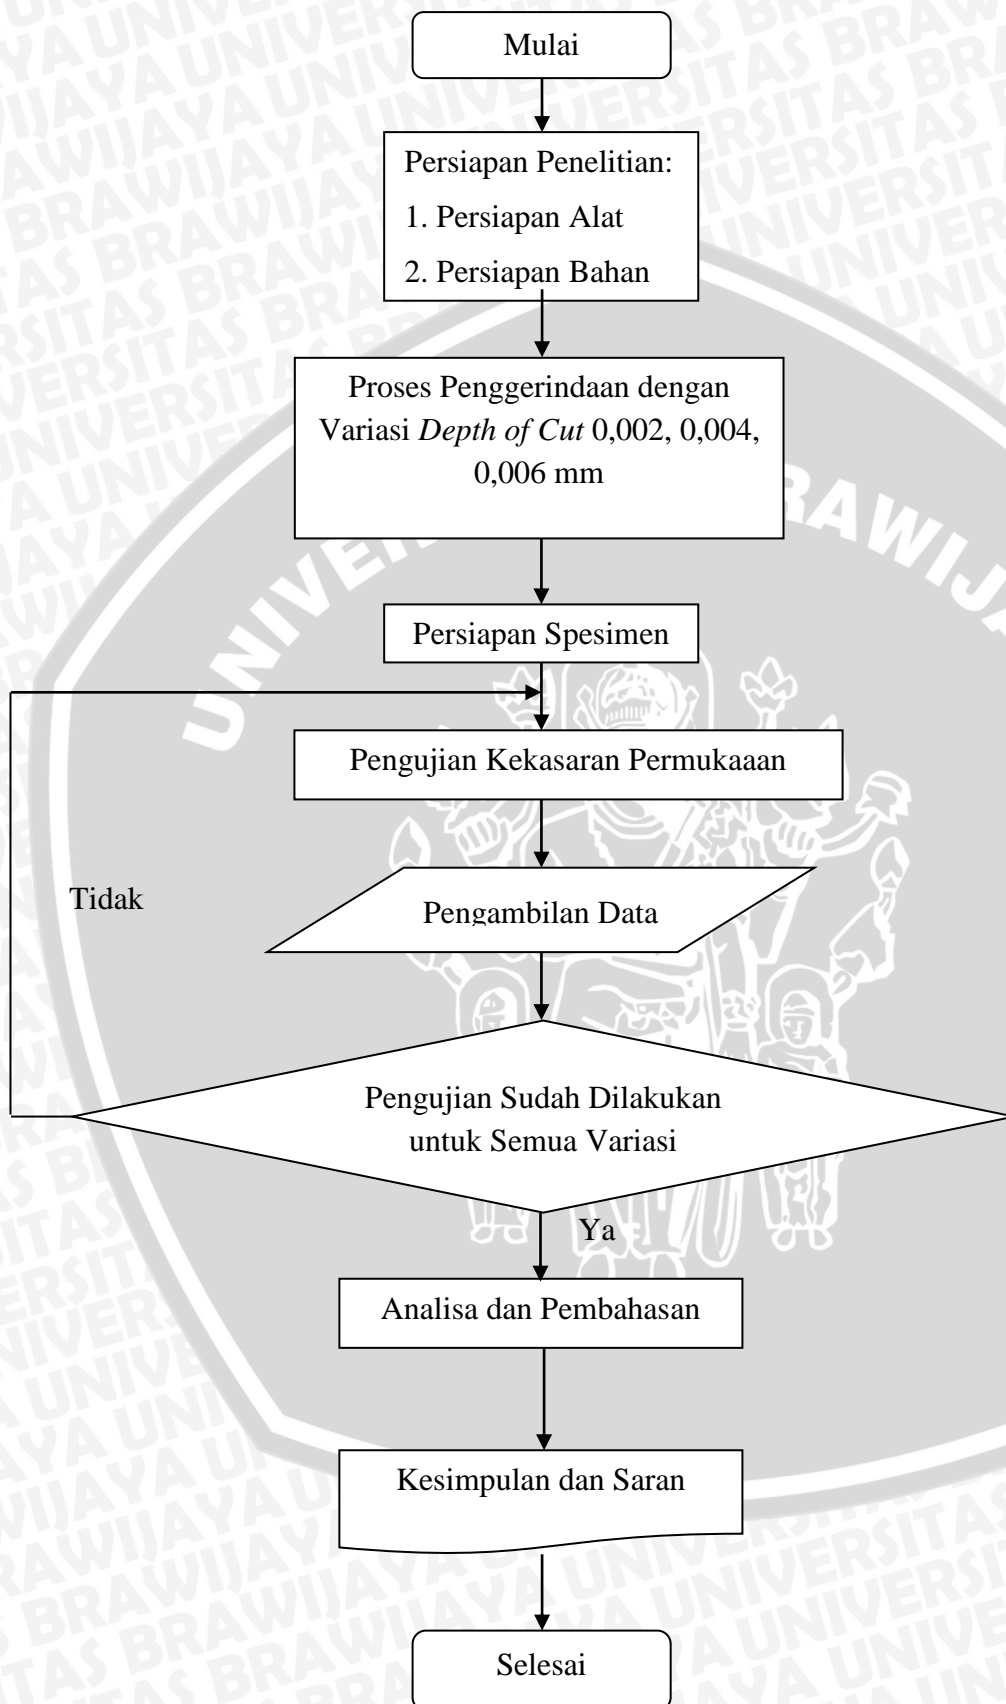 Mulai
Persiapan Penelitian:
1. Persiapan Alat
2. Persiapan Bahan
Proses Penggerindaan dengan
Variasi Depth of Cut 0,002, 0,004,
0,006 mm
Persiapan Spesimen
Pengujian Kekasaran Permukaaan
Tidak
Pengambilan Data
Pengujian Sudah Dilakukan
untuk Semua Variasi
Ya
Analisa dan Pembahasan
Kesimpulan dan Saran
Selesai